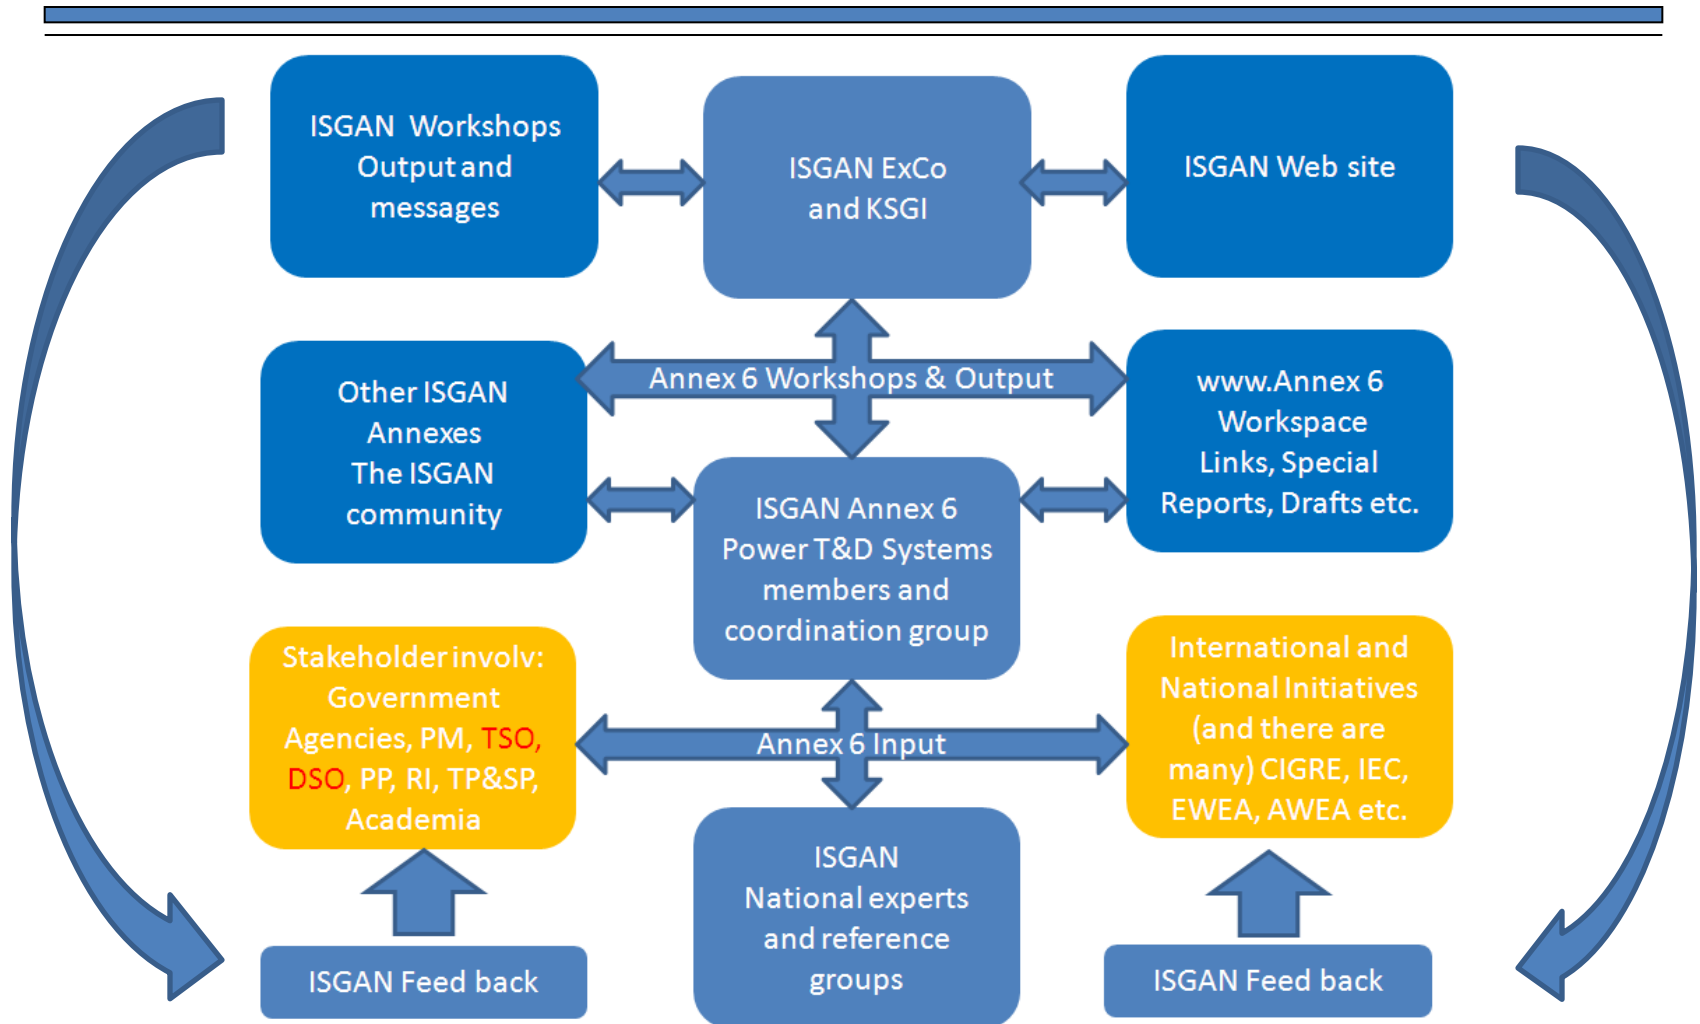 ISGAN Workshops
Output and
messages
ISGAN ExCo
and KSGI
ISGAN Web site
Annex 6 Workshops & Output
Other ISGAN
Annexes
The ISGAN
community
www.Annex 6
Workspace
Links, Special
Reports, Drafts etc.
ISGAN Annex 6
Power T&D Systems
members and
coordination group
Stakeholder involv:
Government
Agencies, PM, TSO,
DSO, PP, RI, TP&SP,
Academia
Annex 6 Input
International and
National Initiatives
(and there are
many) CIGRE, IEC,
EWEA, AWEA etc.
ISGAN
National experts
and reference
groups
ISGAN Feed back
ISGAN Feed back